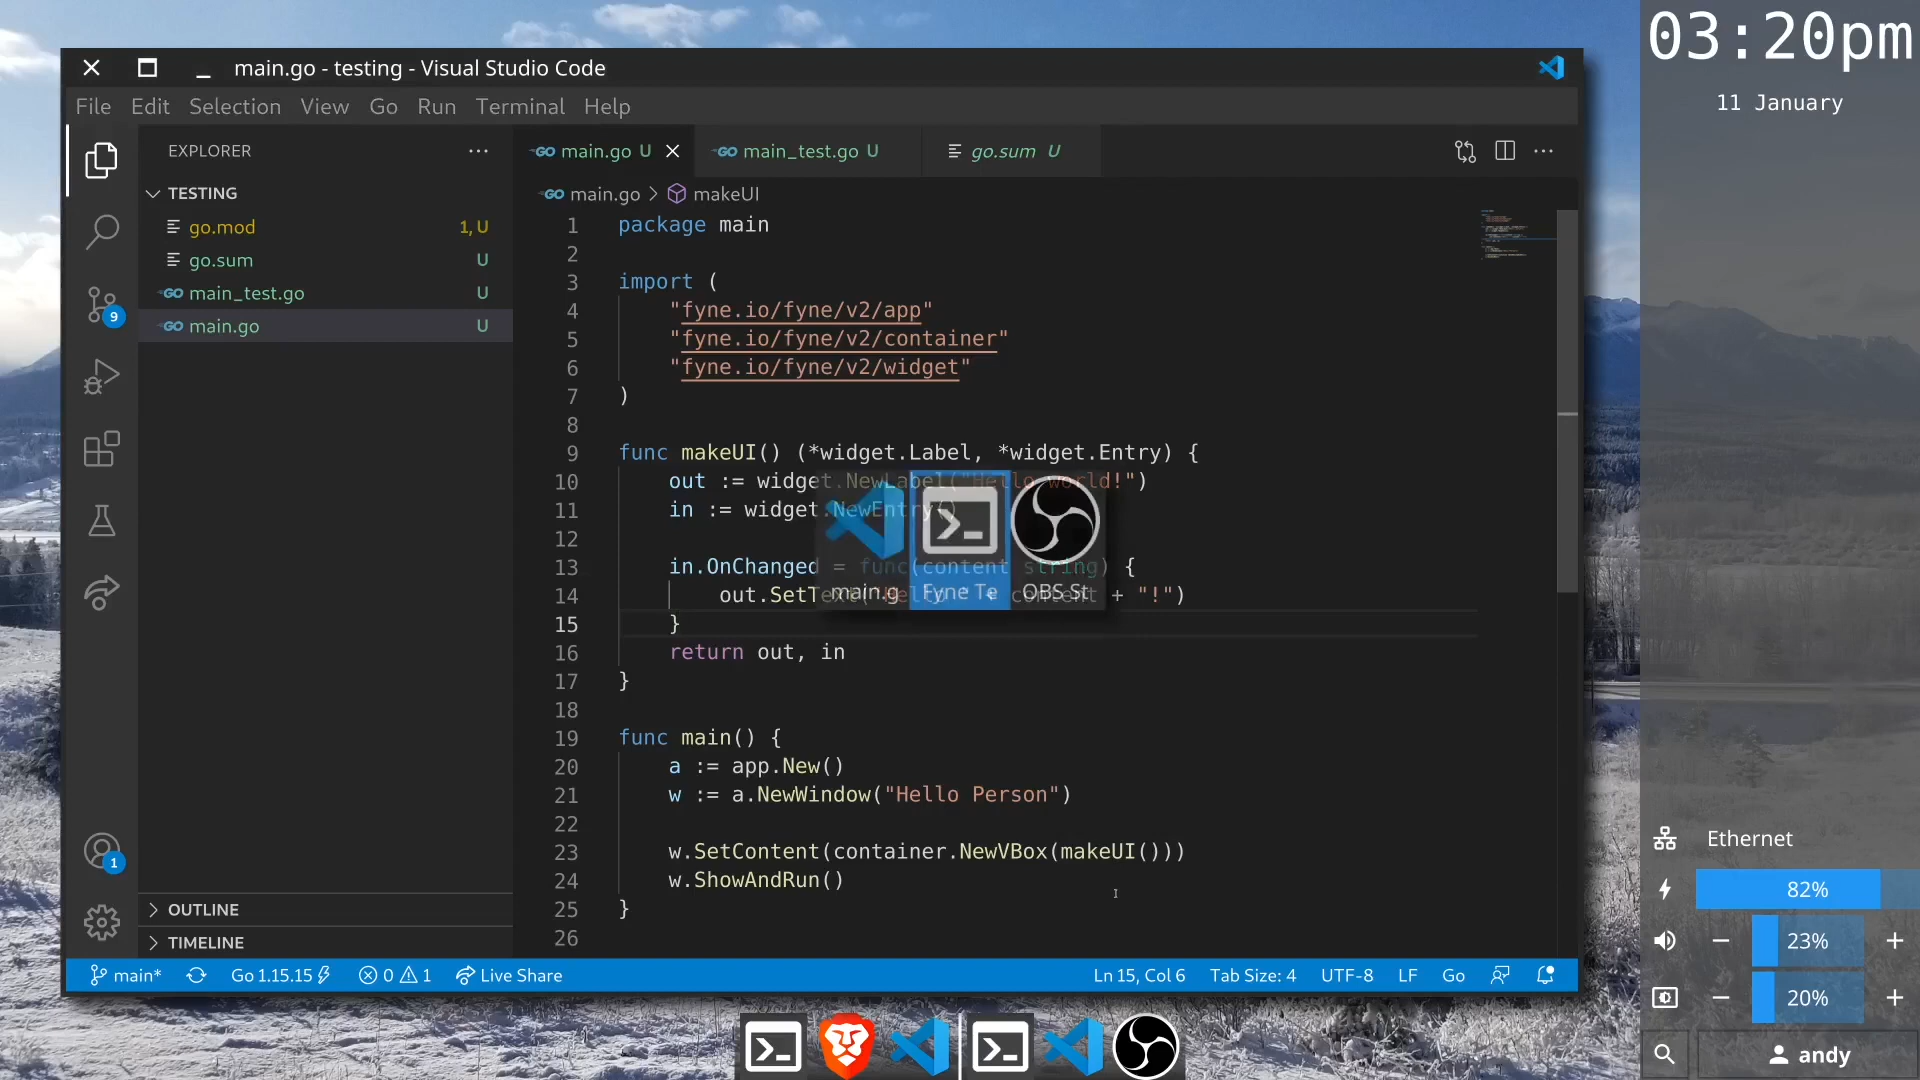 main.go - testing - Visual Studio Code
File Edit Selection View Go Run Terminal Help
EXPLORER
TESTING
go.mod 1, U
go.sum U
main_test.go U
main.go U
OUTLINE
TIMELINE
main.go U
main_test.go U
go.sum U
main.go > makeUI
1 package main
2
3 import (
4 "fyne.io/fyne/v2/app"
5 "fyne.io/fyne/v2/container"
6 "fyne.io/fyne/v2/widget"
7 )
8
9 func makeUI() (*widget.Label, *widget.Entry) {
10 out := widget.NewLabel("Hello world!")
11 in := widget.NewEntry()
12
13 in.OnChanged = func(content string) {
14 out.SetText("Hello " + content + "!")
15 }
16 return out, in
17 }
18
19 func main() {
20 a := app.New()
21 w := a.NewWindow("Hello Person")
22
23 w.SetContent(container.NewVBox(makeUI()))
24 w.ShowAndRun()
25 }
26
main.g Fyne Te OBS St
9
1
main* Go 1.15.15 0 1 Live Share Ln 15, Col 6 Tab Size: 4 UTF-8 LF Go
03:20pm
11 January
Ethernet
82%
− 23% +
− 20% +
andy